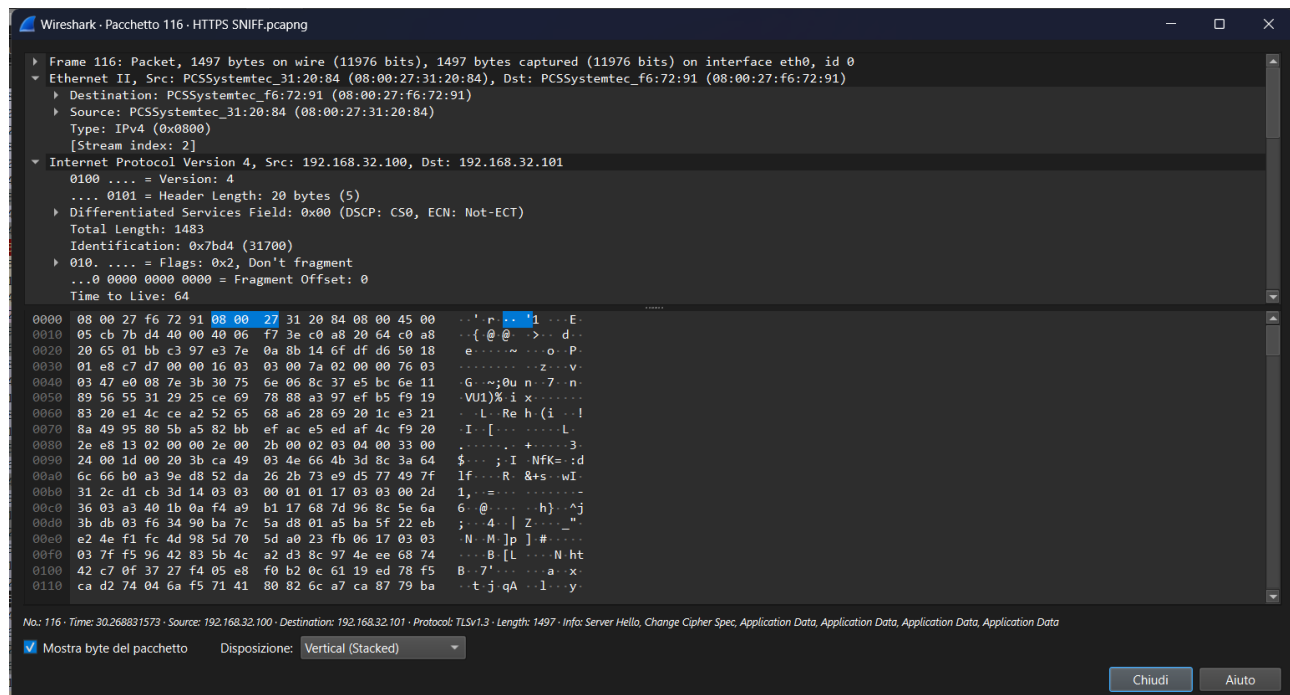 Wireshark · Pacchetto 116 · HTTPS SNIFF.pcapng
Frame 116: Packet, 1497 bytes on wire (11976 bits), 1497 bytes captured (11976 bits) on interface eth0, id 0
Ethernet II, Src: PCSSystemtec_31:20:84 (08:00:27:31:20:84), Dst: PCSSystemtec_f6:72:91 (08:00:27:f6:72:91)
Destination: PCSSystemtec_f6:72:91 (08:00:27:f6:72:91)
Source: PCSSystemtec_31:20:84 (08:00:27:31:20:84)
Type: IPv4 (0x0800)
[Stream index: 2]
Internet Protocol Version 4, Src: 192.168.32.100, Dst: 192.168.32.101
0100 .... = Version: 4
.... 0101 = Header Length: 20 bytes (5)
Differentiated Services Field: 0x00 (DSCP: CS0, ECN: Not-ECT)
Total Length: 1483
Identification: 0x7bd4 (31700)
010. .... = Flags: 0x2, Don't fragment
...0 0000 0000 0000 = Fragment Offset: 0
Time to Live: 64
0000 08 00 27 f6 72 91 08 00 27 31 20 84 08 00 45 00 ··'·r···'1 ···E·
0010 05 cb 7b d4 40 00 40 06 f7 3e c0 a8 20 64 c0 a8 ··{·@·@··>·· d··
0020 20 65 01 bb c3 97 e3 7e 0a 8b 14 6f df d6 50 18 e·····~···o··P·
0030 01 e8 c7 d7 00 00 16 03 03 00 7a 02 00 00 76 03 ··········z···v·
0040 03 47 e0 08 7e 3b 30 75 6e 06 8c 37 e5 bc 6e 11 ·G··~;0un··7··n·
0050 89 56 55 31 29 25 ce 69 78 88 a3 97 ef b5 f9 19 ·VU1)%·ix·······
0060 83 20 e1 4c ce a2 52 65 68 a6 28 69 20 1c e3 21 · ·L··Reh·(i ··!
0070 8a 49 95 80 5b a5 82 bb ef ac e5 ed af 4c f9 20 ·I··[········L·
0080 2e e8 13 02 00 00 2e 00 2b 00 02 03 04 00 33 00 .·····.·+·····3·
0090 24 00 1d 00 20 3b ca 49 03 4e 66 4b 3d 8c 3a 64 $··· ;·I·NfK=·:d
00a0 6c 66 b0 a3 9e d8 52 da 26 2b 73 e9 d5 77 49 7f lf····R·&+s··wI·
00b0 31 2c d1 cb 3d 14 03 03 00 01 01 17 03 03 00 2d 1,··=··········-
00c0 36 03 a3 40 1b 0a f4 a9 b1 17 68 7d 96 8c 5e 6a 6··@······h}··^j
00d0 3b db 03 f6 34 90 ba 7c 5a d8 01 a5 ba 5f 22 eb ;···4··|Z····_"·
00e0 e2 4e f1 fc 4d 98 5d 70 5d a0 23 fb 06 17 03 03 ·N··M·]p]·#·····
00f0 03 7f f5 96 42 83 5b 4c a2 d3 8c 97 4e ee 68 74 ····B·[L····N·ht
0100 42 c7 0f 37 27 f4 05 e8 f0 b2 0c 61 19 ed 78 f5 B··7'······a··x·
0110 ca d2 74 04 6a f5 71 41 80 82 6c a7 ca 87 79 ba ··t·j·qA··l···y·
No.: 116 · Time: 30.268831573 · Source: 192.168.32.100 · Destination: 192.168.32.101 · Protocol: TLSv1.3 · Length: 1497 · Info: Server Hello, Change Cipher Spec, Application Data, Application Data, Application Data, Application Data
Mostra byte del pacchetto Disposizione: Vertical (Stacked)
Chiudi Aiuto